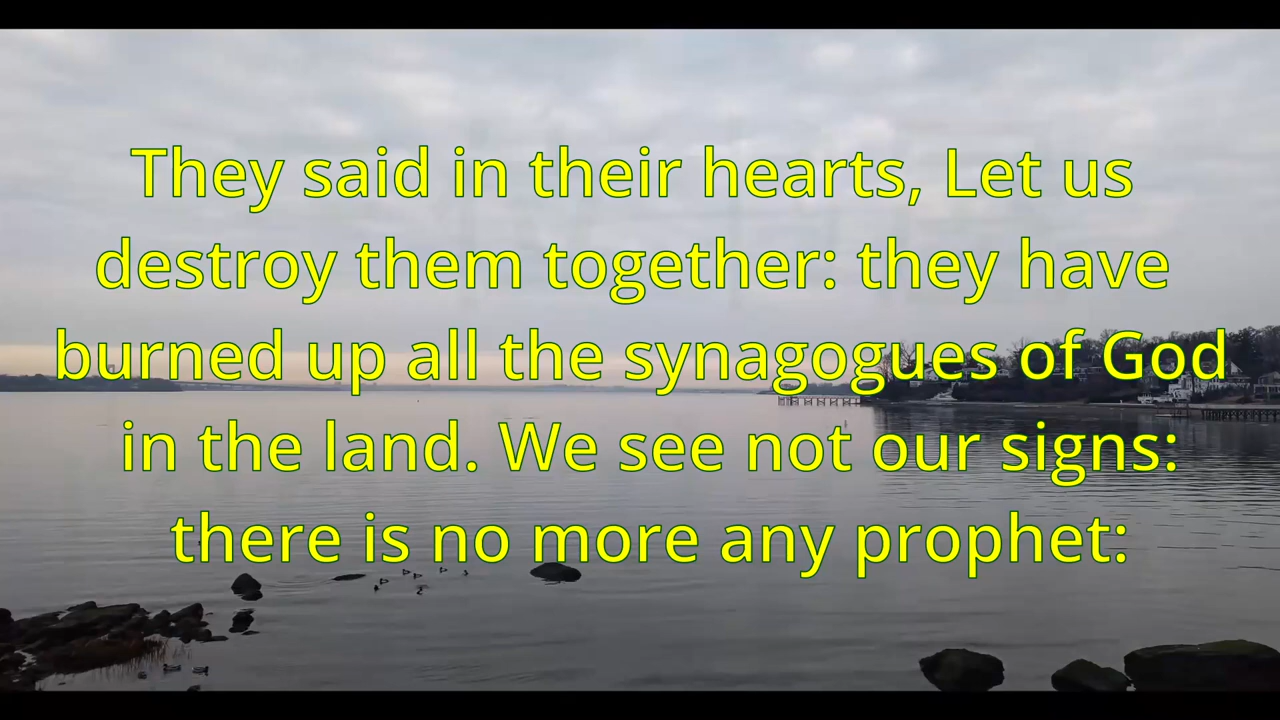 They said in their hearts, Let us
destroy them together: they have
burned up all the synagogues of God
in the land. We see not our signs:
there is no more any prophet: